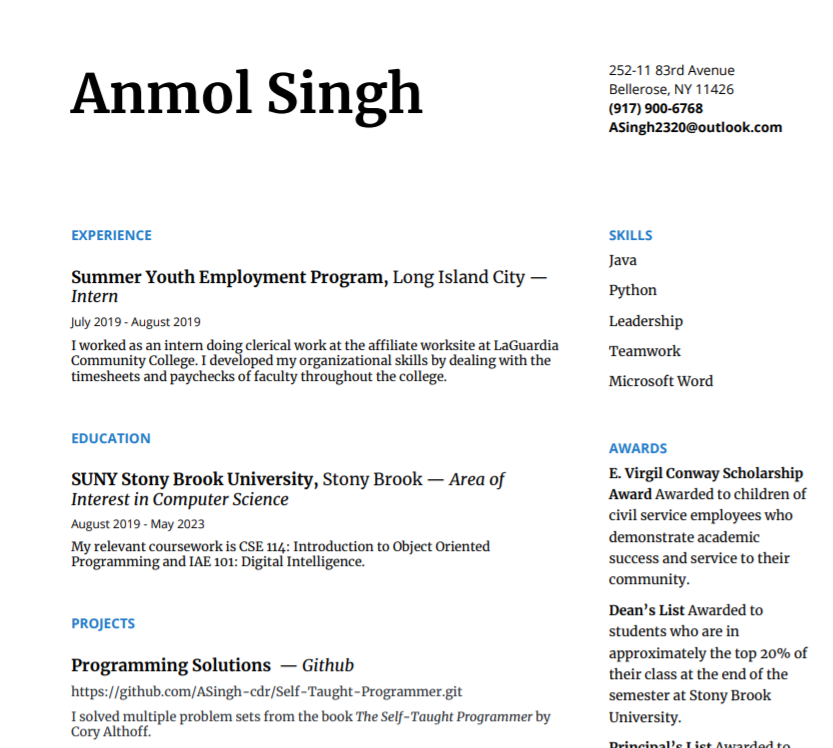 Anmol Singh
252-11 83rd Avenue
Bellerose, NY 11426
(917) 900-6768
ASingh2320@outlook.com
EXPERIENCE
Summer Youth Employment Program, Long Island City —
Intern
July 2019 - August 2019
I worked as an intern doing clerical work at the affiliate worksite at LaGuardia
Community College. I developed my organizational skills by dealing with the
timesheets and paychecks of faculty throughout the college.
EDUCATION
SUNY Stony Brook University, Stony Brook — Area of
Interest in Computer Science
August 2019 - May 2023
My relevant coursework is CSE 114: Introduction to Object Oriented
Programming and IAE 101: Digital Intelligence.
PROJECTS
Programming Solutions — Github
https://github.com/ASingh-cdr/Self-Taught-Programmer.git
I solved multiple problem sets from the book The Self-Taught Programmer by
Cory Althoff.
SKILLS
Java
Python
Leadership
Teamwork
Microsoft Word
AWARDS
E. Virgil Conway Scholarship
Award Awarded to children of
civil service employees who
demonstrate academic
success and service to their
community.
Dean's List Awarded to
students who are in
approximately the top 20% of
their class at the end of the
semester at Stony Brook
University.
Principal's List Awarded to